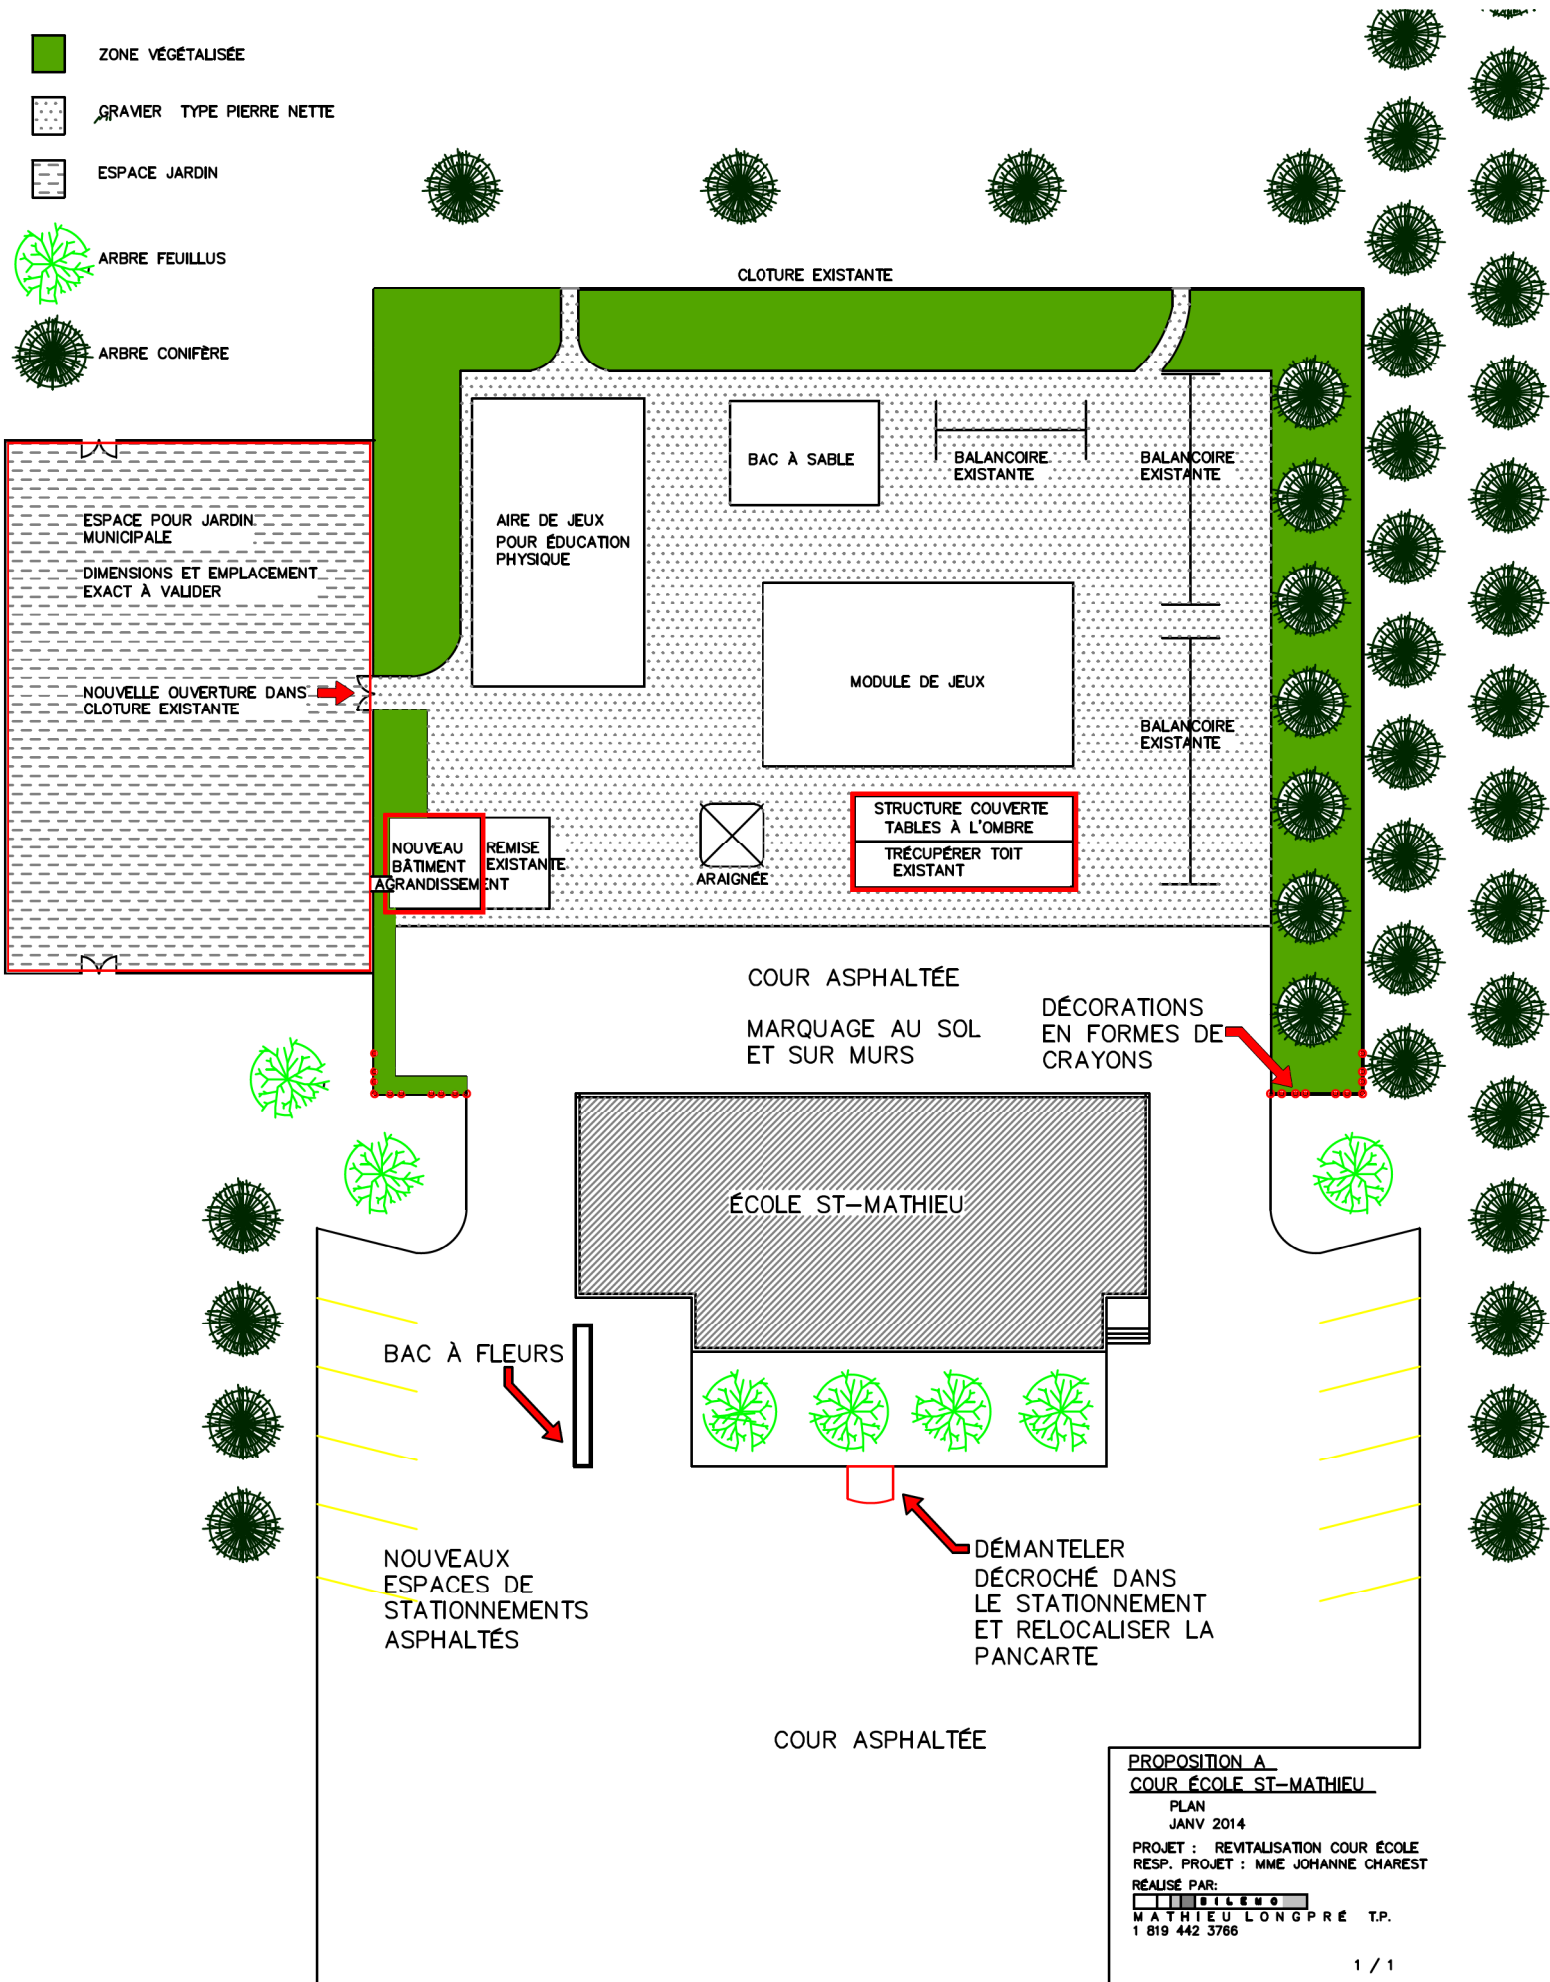 ZONE VÉGÉTALISÉE
GRAVIER TYPE PIERRE NETTE
ESPACE JARDIN
ARBRE FEUILLUS
ARBRE CONIFÈRE
CLOTURE EXISTANTE
BAC À SABLE
BALANCOIRE
EXISTANTE
BALANCOIRE
EXISTANTE
AIRE DE JEUX
POUR ÉDUCATION
PHYSIQUE
ESPACE POUR JARDIN
MUNICIPALE
DIMENSIONS ET EMPLACEMENT
EXACT À VALIDER
NOUVELLE OUVERTURE DANS
CLOTURE EXISTANTE
MODULE DE JEUX
BALANCOIRE
EXISTANTE
STRUCTURE COUVERTE
TABLES À L'OMBRE
TRÉCUPÉRER TOIT
EXISTANT
NOUVEAU
BÂTIMENT
AGRANDISSEMENT
REMISE
EXISTANTE
ARAIGNÉE
COUR ASPHALTÉE
MARQUAGE AU SOL
ET SUR MURS
DÉCORATIONS
EN FORMES DE
CRAYONS
ÉCOLE ST-MATHIEU
BAC À FLEURS
NOUVEAUX
ESPACES DE
STATIONNEMENTS
ASPHALTÉS
DÉMANTELER
DÉCROCHÉ DANS
LE STATIONNEMENT
ET RELOCALISER LA
PANCARTE
COUR ASPHALTÉE
PROPOSITION A
COUR ÉCOLE ST-MATHIEU
PLAN
JANV 2014
PROJET : REVITALISATION COUR ÉCOLE
RESP. PROJET : MME JOHANNE CHAREST
RÉALISÉ PAR:
MATHIEU LONGPRÉ T.P.
1 819 442 3766
1 / 1